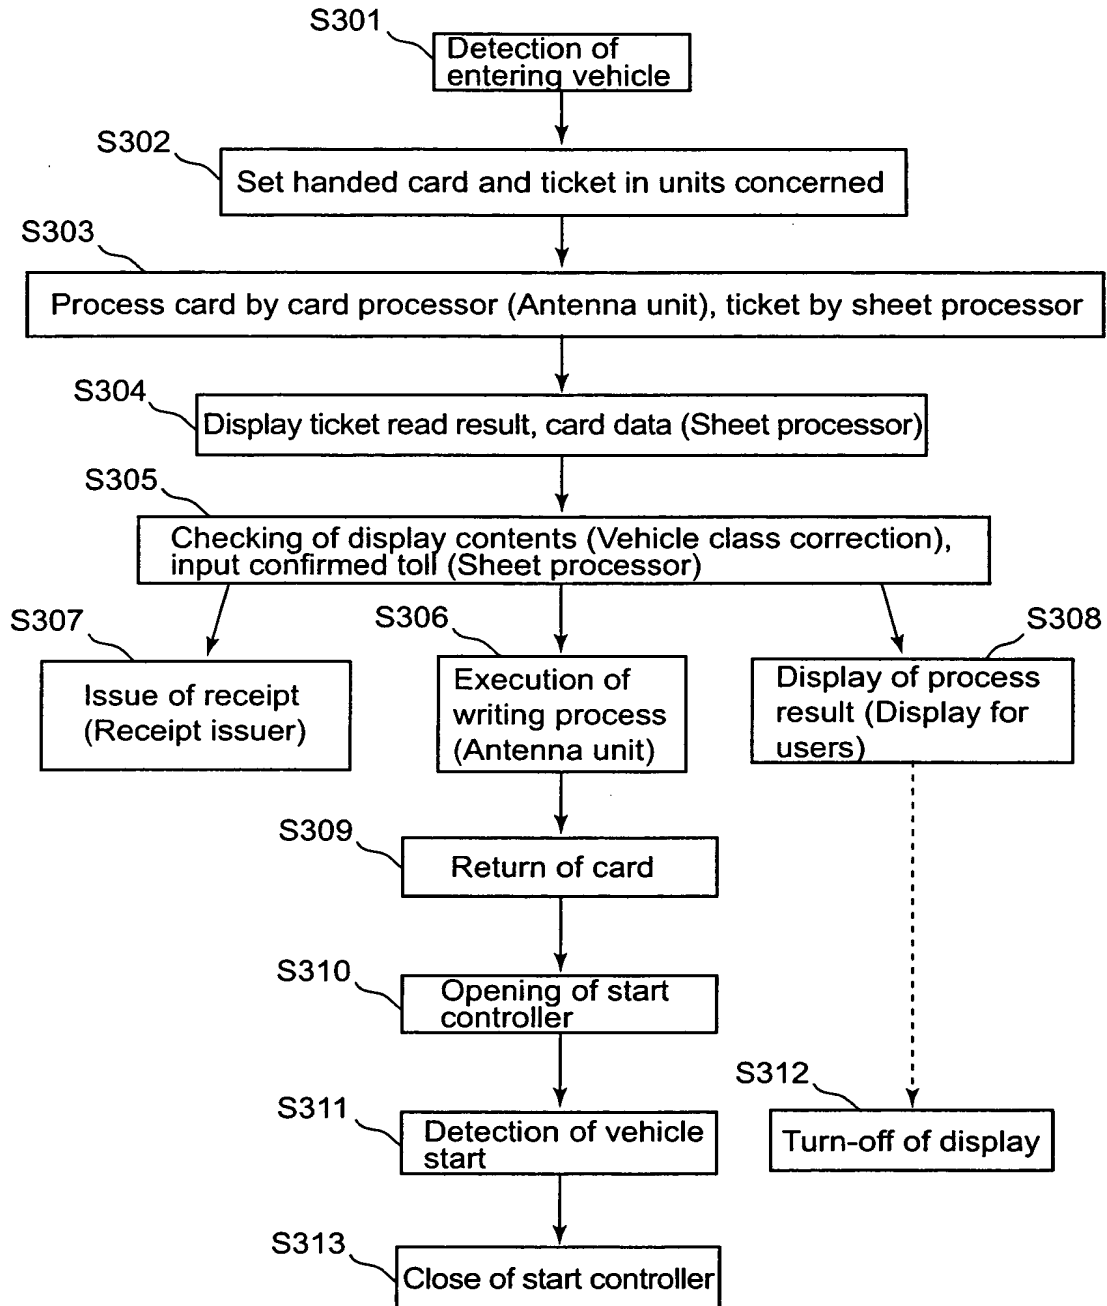 S301
Detection of
entering vehicle
S302
Set handed card and ticket in units concerned
S303
Process card by card processor (Antenna unit), ticket by sheet processor
S304
Display ticket read result, card data (Sheet processor)
S305
Checking of display contents (Vehicle class correction),
input confirmed toll (Sheet processor)
S307
Issue of receipt
(Receipt issuer)
S306
Execution of
writing process
(Antenna unit)
S308
Display of process
result (Display for
users)
S309
Return of card
S310
Opening of start
controller
S311
Detection of vehicle
start
S312
Turn-off of display
S313
Close of start controller